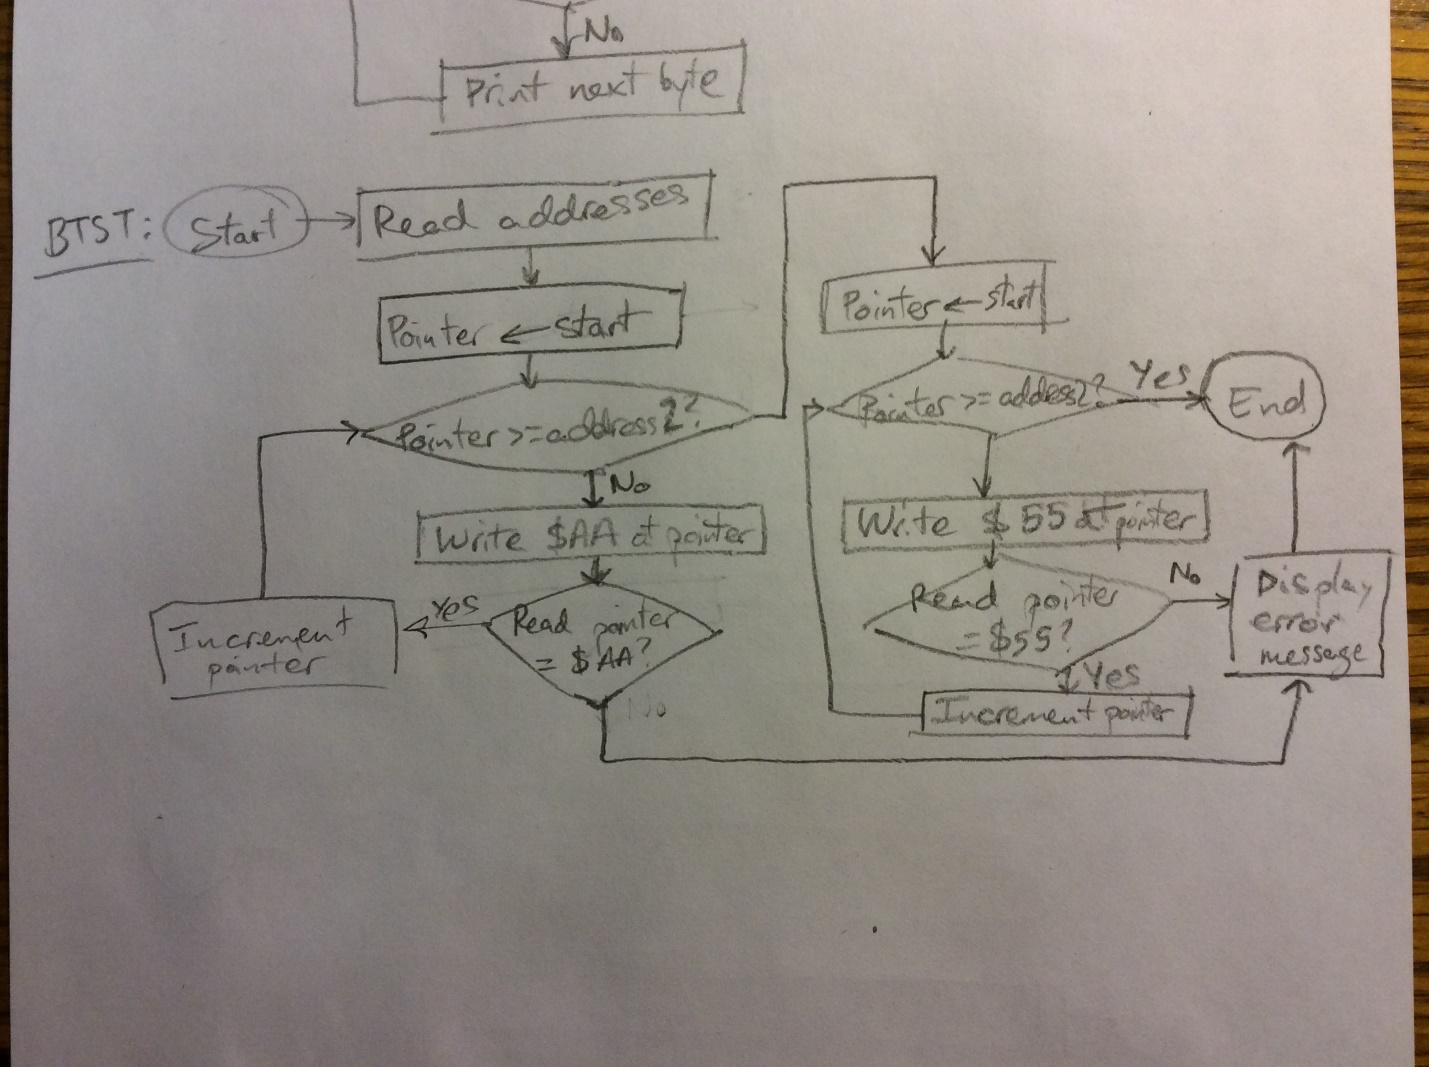 No
Print next byte
BTST:
Start
Read addresses
Pointer ← start
Pointer >= address2?
No
Write $AA at pointer
Read pointer
= $AA?
Yes
Increment
pointer
No
Pointer ← start
Pointer >= address2?
Yes
End
Write $55 at pointer
Read pointer
= $55?
No
Yes
Increment pointer
Display
error
message